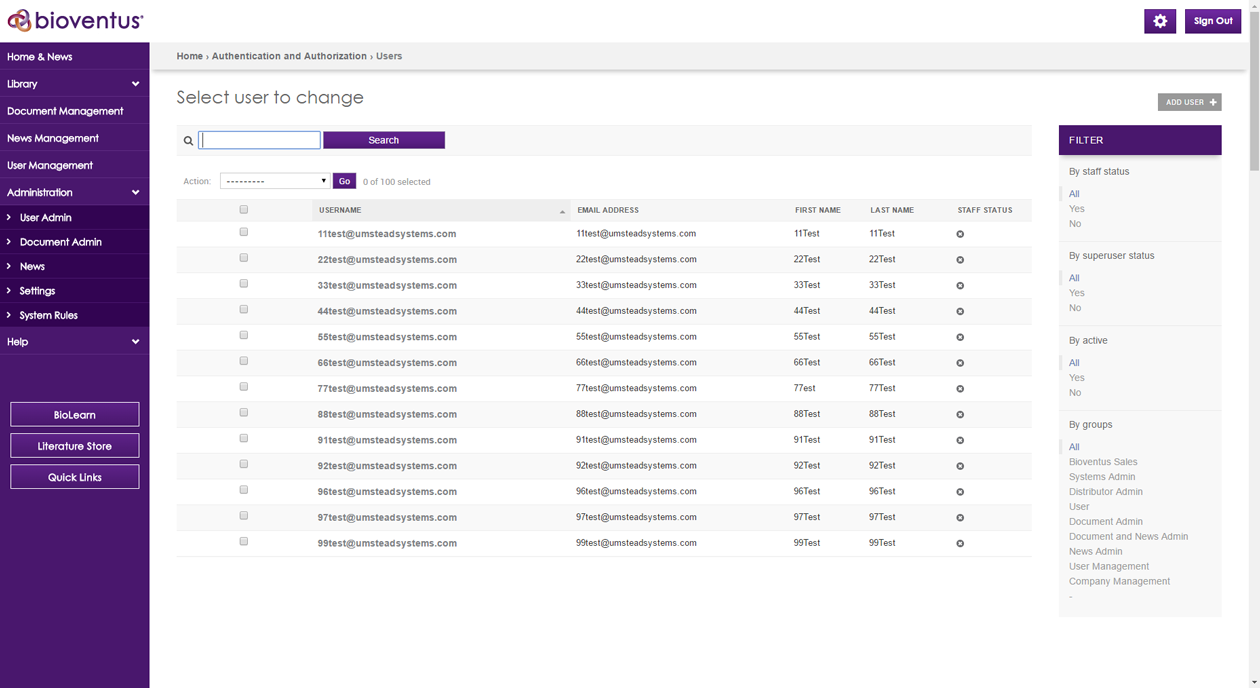 bioventus
Sign Out
Home & News
Library
Document Management
News Management
User Management
Administration
User Admin
Document Admin
News
Settings
System Rules
Help
BioLearn
Literature Store
Quick Links
Home › Authentication and Authorization › Users
Select user to change
ADD USER +
Search
Action: --------- Go 0 of 100 selected
USERNAME EMAIL ADDRESS FIRST NAME LAST NAME STAFF STATUS
11test@umsteadsystems.com 11test@umsteadsystems.com 11Test 11Test
22test@umsteadsystems.com 22test@umsteadsystems.com 22Test 22Test
33test@umsteadsystems.com 33test@umsteadsystems.com 33Test 33Test
44test@umsteadsystems.com 44test@umsteadsystems.com 44Test 44Test
55test@umsteadsystems.com 55test@umsteadsystems.com 55Test 55Test
66test@umsteadsystems.com 66test@umsteadsystems.com 66Test 66Test
77test@umsteadsystems.com 77test@umsteadsystems.com 77est 77Test
88test@umsteadsystems.com 88test@umsteadsystems.com 88Test 88Test
91test@umsteadsystems.com 91test@umsteadsystems.com 91Test 91Test
92test@umsteadsystems.com 92test@umsteadsystems.com 92Test 92Test
96test@umsteadsystems.com 96test@umsteadsystems.com 96Test 96Test
97test@umsteadsystems.com 97test@umsteadsystems.com 97Test 97Test
99test@umsteadsystems.com 99test@umsteadsystems.com 99Test 99Test
FILTER
By staff status
All
Yes
No
By superuser status
All
Yes
No
By active
All
Yes
No
By groups
All
Bioventus Sales
Systems Admin
Distributor Admin
User
Document Admin
Document and News Admin
News Admin
User Management
Company Management
-